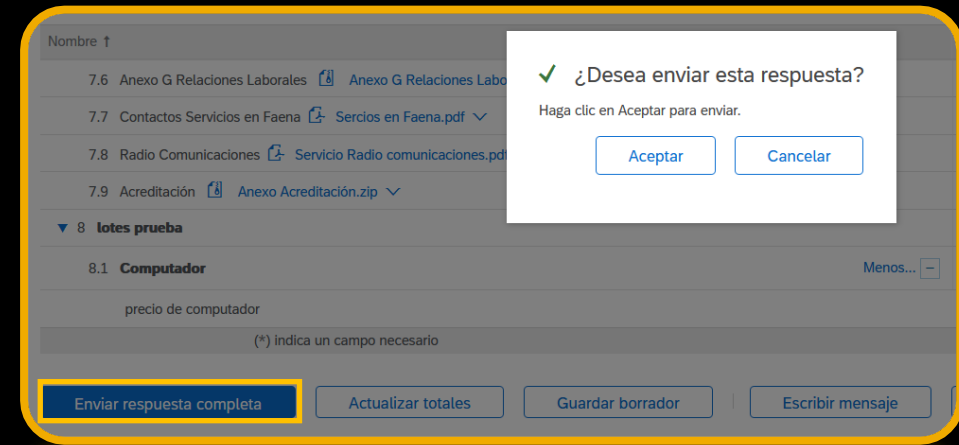 Nombre ↑
7.6 Anexo G Relaciones Laborales Anexo G Relaciones Labo
7.7 Contactos Servicios en Faena Sercios en Faena.pdf
7.8 Radio Comunicaciones Servicio Radio comunicaciones.pdf
7.9 Acreditación Anexo Acreditación.zip
8 lotes prueba
8.1 Computador Menos...
precio de computador
(*) indica un campo necesario
¿Desea enviar esta respuesta?
Haga clic en Aceptar para enviar.
Aceptar Cancelar
Enviar respuesta completa Actualizar totales Guardar borrador Escribir mensaje